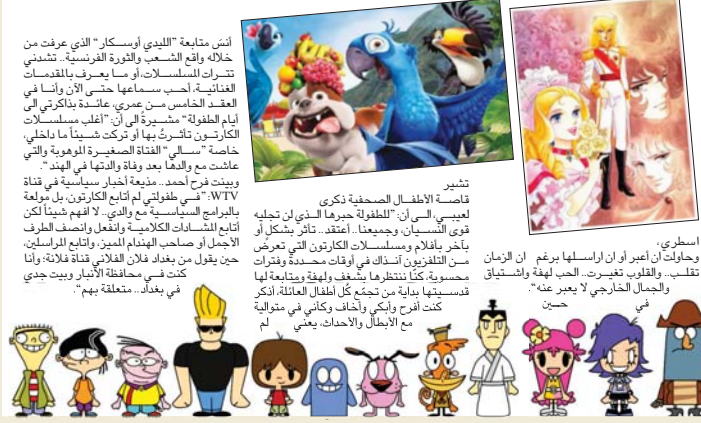 اسطري،
وحاولت أن أعبر أو ان اراسلها برغم ان الزمان
تقلب.. والقلوب تغيرت.. الحب لهفة واشتياق
والجمال الخارجي لا يعبر عنه".
في حين
تشير
قاصة الأطفال الصحفية ذكرى
لعيبي، الى أن: "للطفولة حبرها الذي لن تجليه
قوى النسيان، وجميعنا.. أعتقد.. تأثر بشكل أو
بآخر بأفلام ومسلسلات الكارتون التي تعرض
من التلفزيون آنذاك في أوقات محددة وفترات
محسوبة، كنّا ننتظرها بشغف ولهفة ومتابعة لها
قدسيتها بداية من تجمّع كُل أطفال العائلة، أذكر
كنت أفرح وأبكي وأخاف وكأني في متوالية
مع الأبطال والأحداث، يعني لم
أنسَ متابعة "الليدي أوسكار" الذي عرفت من
خلاله واقع الشعب والثورة الفرنسية.. تشدني
تترات المسلسلات، أو ما يعرف بالمقدمات
الغنائية، أحب سماعها حتى الآن وأنا في
العقد الخامس من عمري، عائدة بذاكرتي الى
أيام الطفولة" مشيرةً الى أن: "أغلب مسلسلات
الكارتون تأثرتُ بها أو تركت شيئاً ما داخلي،
خاصة "سالي" الفتاة الصغيرة الموهوبة والتي
عاشت مع والدها بعد وفاة والدتها في الهند".
وبينت فرح أحمد.. مذيعة أخبار سياسية في قناة
WTV: "في طفولتي لم أتابع الكارتون، بل مولعة
بالبرامج السياسية مع والدي.. لا افهم شيئاً لكن
أتابع المشادات الكلامية وانفعل وانصف الطرف
الأجمل أو صاحب الهندام المميز، وأتابع المراسلين،
حين يقول من بغداد فلان الفلاني قناة فلانة؛ وأنا
كنت في محافظة الأنبار وبيت جدي
في بغداد.. متعلقة بهم".